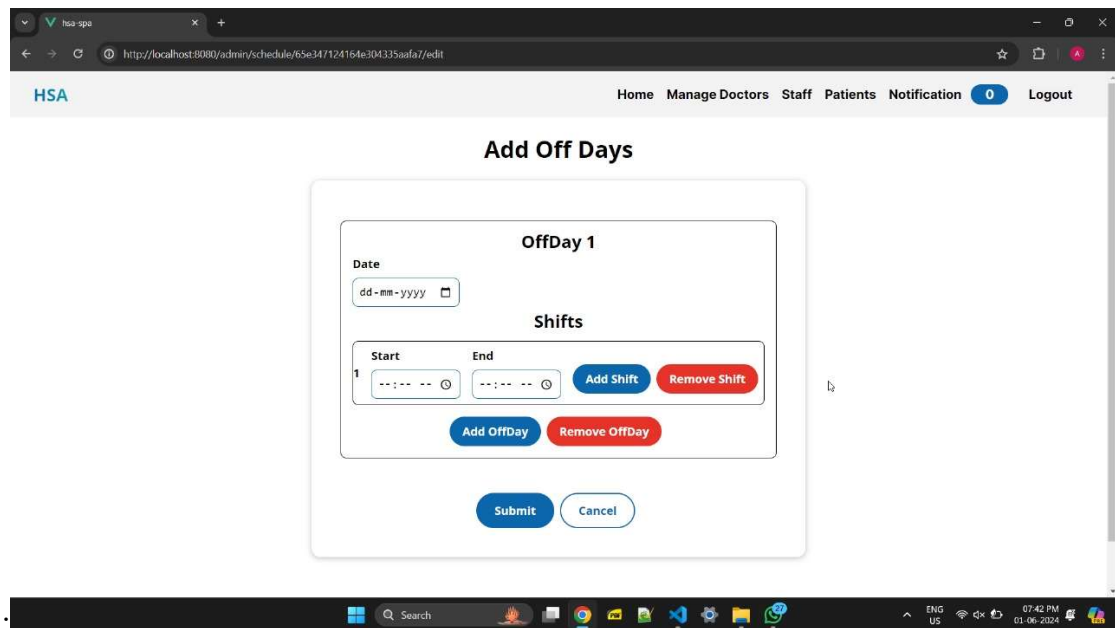 hsa-spa
http://localhost:8080/admin/schedule/65e347124164e304335aafa7/edit
A
HSA
Home Manage Doctors Staff Patients Notification 0 Logout
Add Off Days
OffDay 1
Date
dd-mm-yyyy
Shifts
Start End
1 --:-- -- --:-- -- Add Shift Remove Shift
Add OffDay Remove OffDay
Submit Cancel
Search
27
ENG
US
07:42 PM
01-06-2024
.